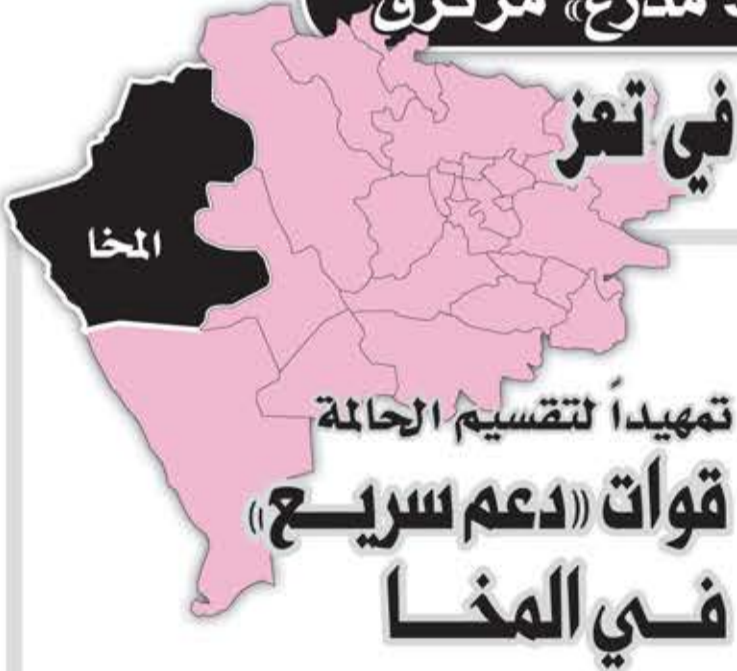 في تعز
المخا
تمهيداً لتقسيم الحالمة
قوات «دعم سريع»
في المخا